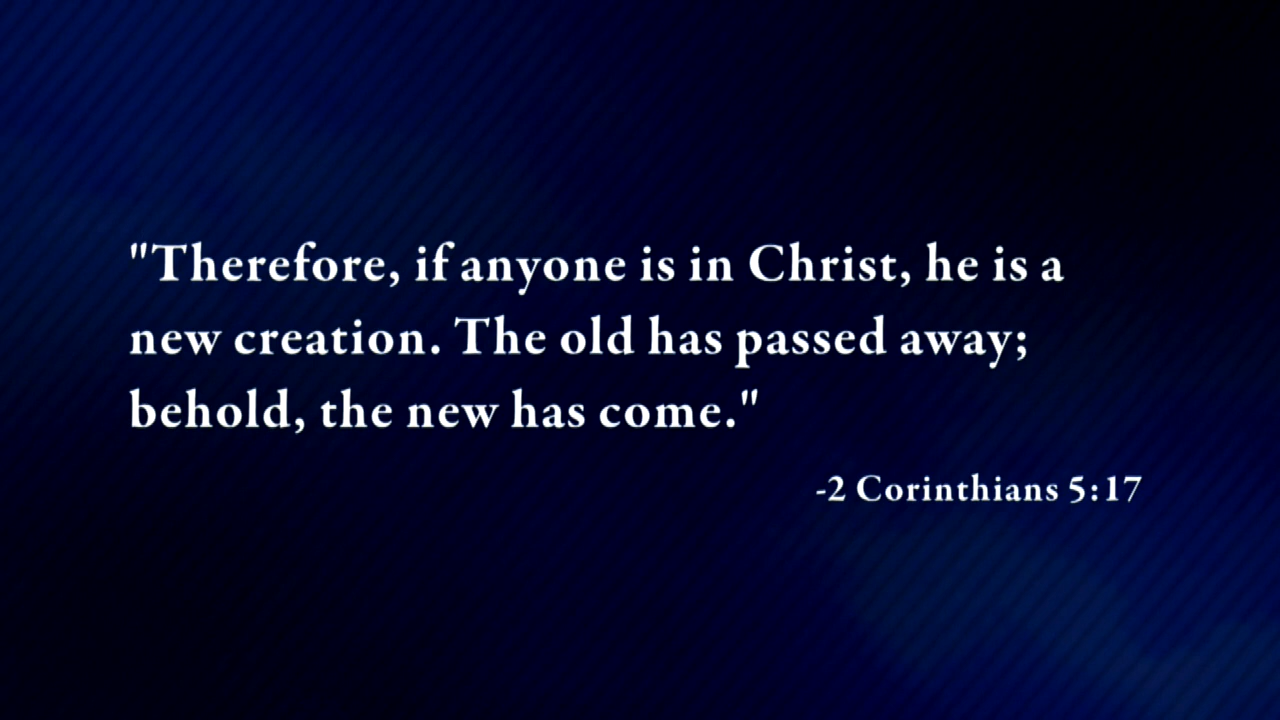 "Therefore, if anyone is in Christ, he is a
new creation. The old has passed away;
behold, the new has come."
-2 Corinthians 5:17